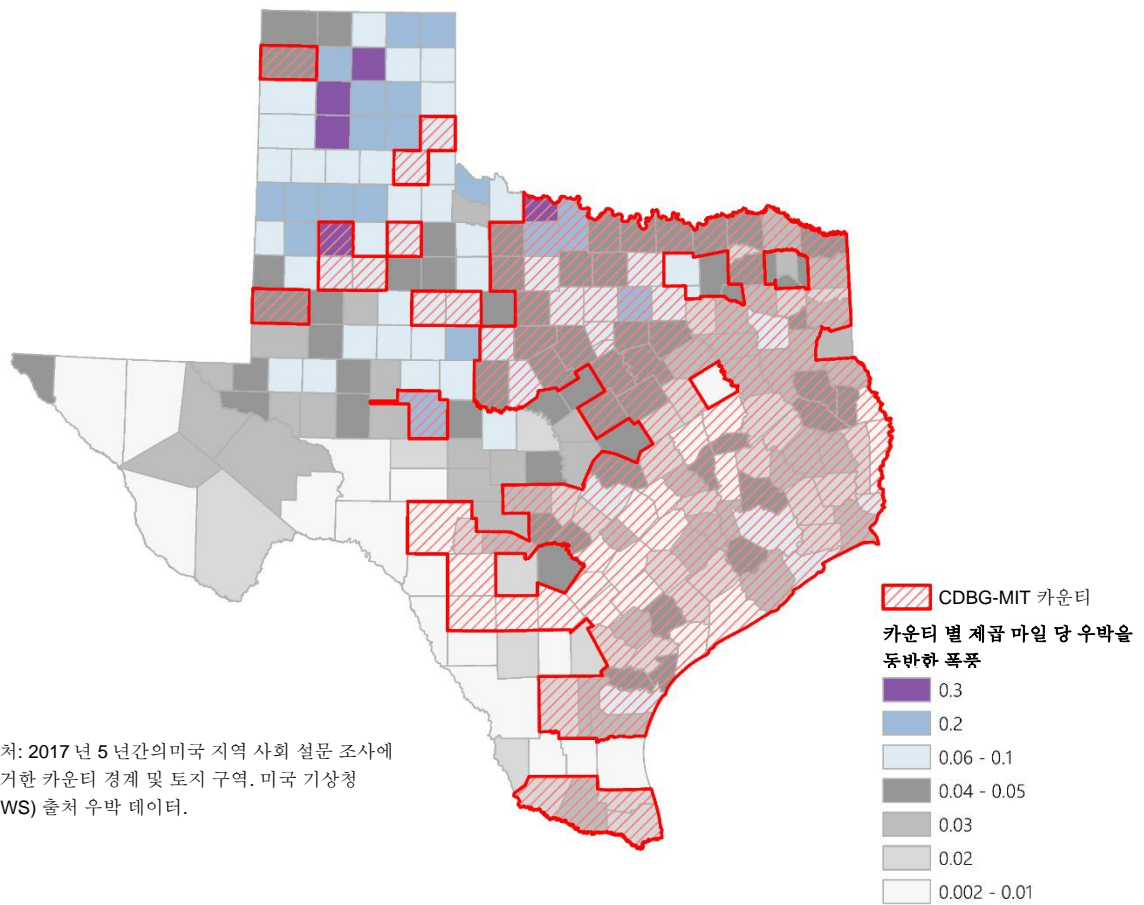 CDBG-MIT 카운티
카운티 별 제곱 마일 당 우박을
동반한 폭풍
0.3
0.2
0.06 - 0.1
0.04 - 0.05
0.03
0.02
0.002 - 0.01
처: 2017 년 5 년간의미국 지역 사회 설문 조사에
거한 카운티 경계 및 토지 구역. 미국 기상청
WS) 출처 우박 데이터.